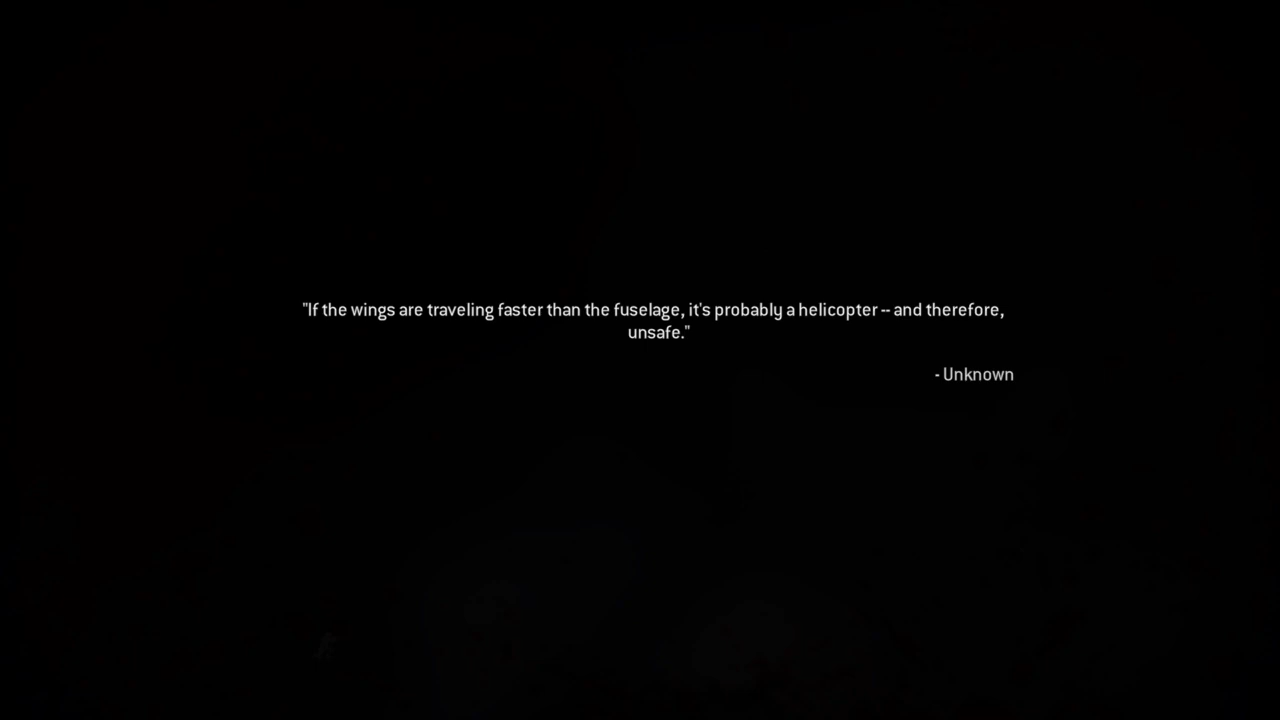 "If the wings are traveling faster than the fuselage, it's probably a helicopter -- and therefore,
unsafe."
- Unknown